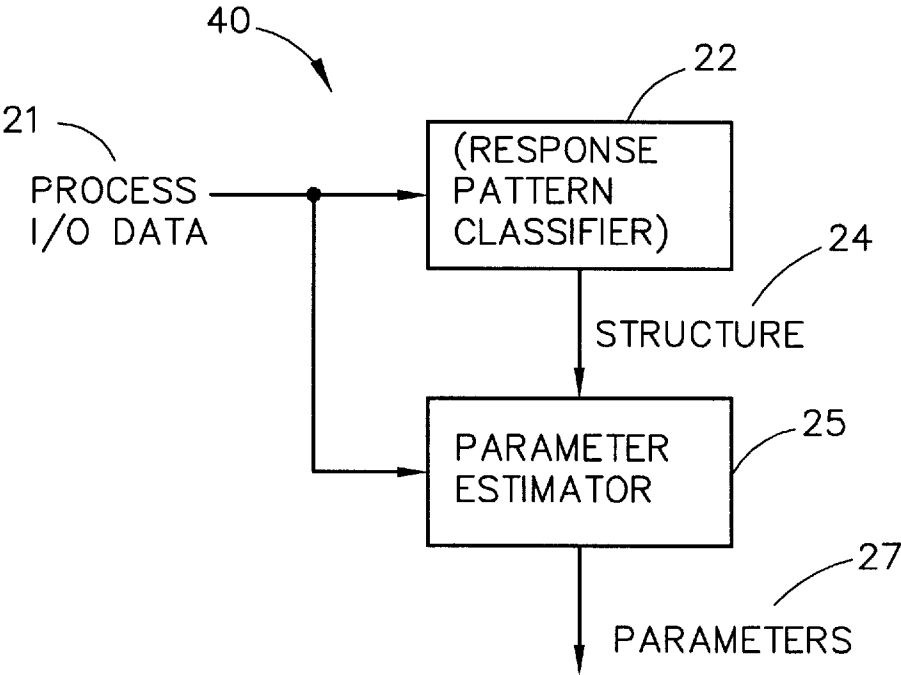 40
22
21
(RESPONSE
PATTERN
CLASSIFIER)
PROCESS
I/O DATA
24
STRUCTURE
25
PARAMETER
ESTIMATOR
27
PARAMETERS